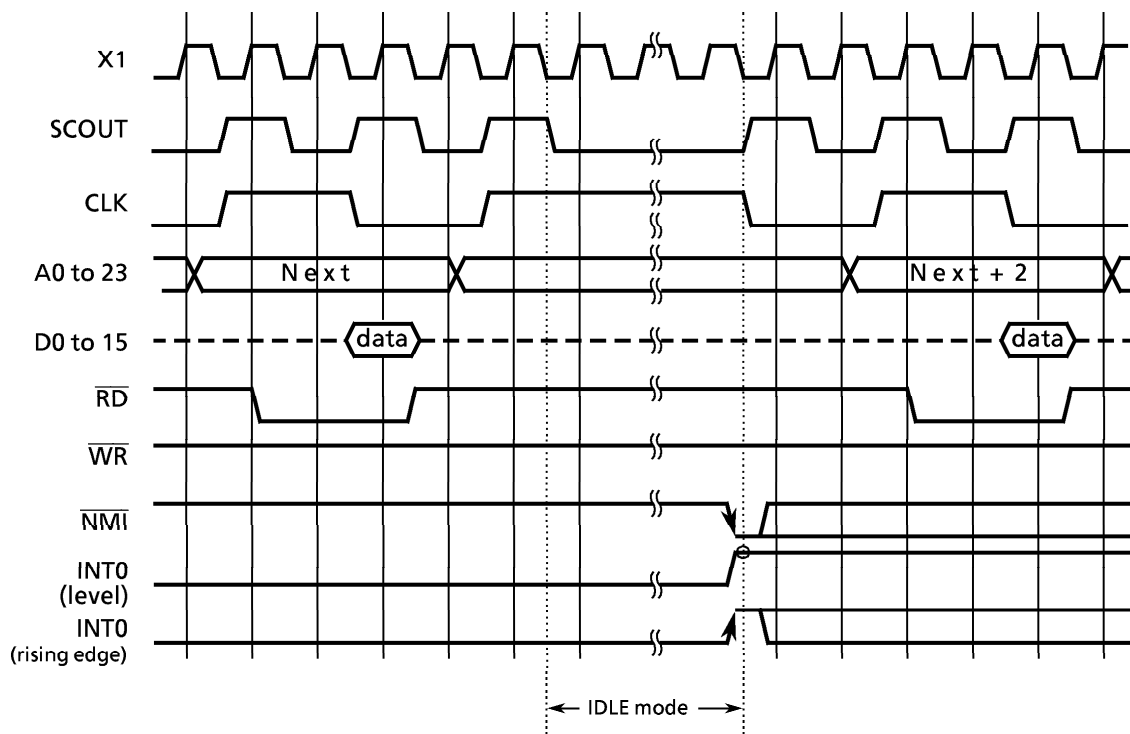 X1
SCOUT
CLK
A0 to 23
Next
Next + 2
D0 to 15
data
data
RD
WR
NMI
INT0
(level)
INT0
(rising edge)
IDLE mode